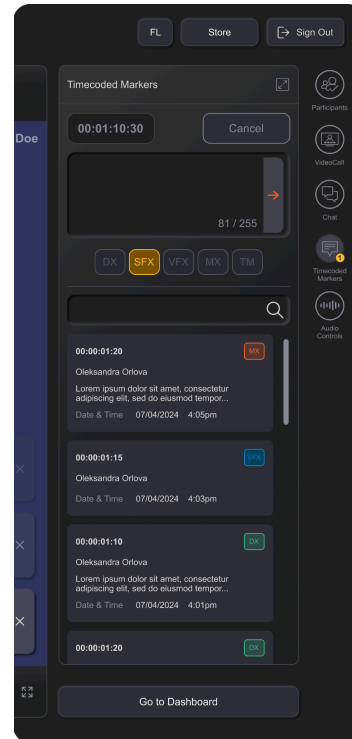 FL
Store
Sign Out
Timecoded Markers
Doe
00:01:10:30
Cancel
81 / 255
DX
SFX
VFX
MX
TM
00:00:01:20
MX
Oleksandra Orlova
Lorem ipsum dolor sit amet, consectetur
adipiscing elit, sed do eiusmod tempor...
Date & Time 07/04/2024 4:05pm
00:00:01:15
VFX
Oleksandra Orlova
Date & Time 07/04/2024 4:03pm
00:00:01:10
DX
Oleksandra Orlova
Lorem ipsum dolor sit amet, consectetur
adipiscing elit, sed do eiusmod tempor...
Date & Time 07/04/2024 4:01pm
00:00:01:20
DX
Go to Dashboard
Participants
VideoCall
Chat
1
Timecoded
Markers
Audio
Controls